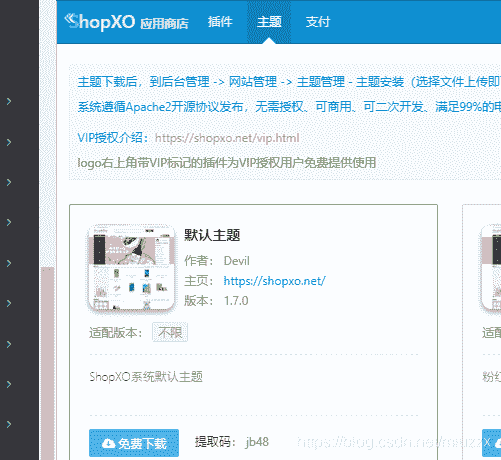 ShopXO 应用商店 插件 主题 支付
主题下载后，到后台管理 -> 网站管理 -> 主题管理 - 主题安装（选择文件上传即
系统遵循Apache2开源协议发布，无需授权、可商用、可二次开发、满足99%的电
VIP授权介绍：https://shopxo.net/vip.html
logo右上角带VIP标记的插件为VIP授权用户免费提供使用
默认主题
作者： Devil
主页： https://shopxo.net/
版本： 1.7.0
适配版本： 不限
适配
ShopXO系统默认主题
粉红
免费下载 提取码： jb48